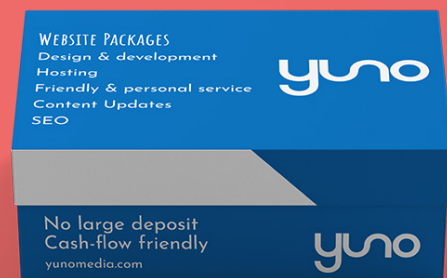 Website Packages
Design & development
Hosting
Friendly & personal service
Content Updates
SEO
yuno
No large deposit
Cash-flow friendly
yunomedia.com
yuno